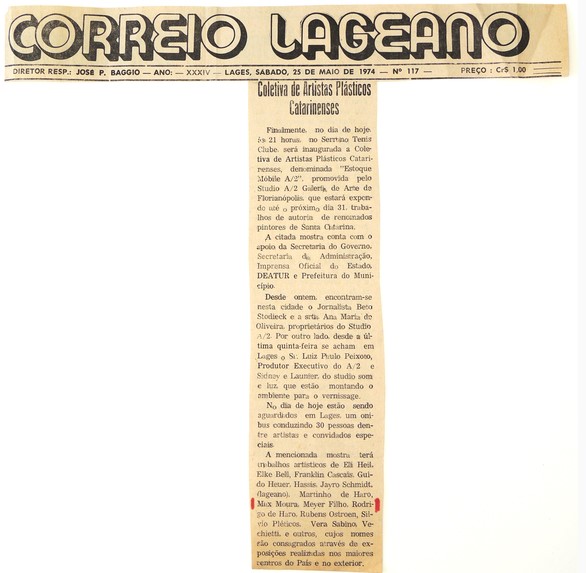 CORREIO LAGEANO
DIRETOR RESP.: JOSE P. BAGGIO — ANO: — XXXIV — LAGES, SABADO, 25 DE MAIO DE 1974 — Nº 117 — PREÇO : Cr$ 1,00
Coletiva de Artistas Plásticos
Catarinenses
Finalmente, no dia de hoje,
às 21 horas, no Serrano Tenis
Clube, será inaugurada a Cole-
tiva de Artistas Plásticos Catari-
nenses, denominada "Estoque
Móbile A/2", promovida pelo
Studio A/2 Galeria de Arte de
Florianópolis, que estará expon-
do até o próximo dia 31, traba-
lhos de autoria de renomados
pintores de Santa Catarina.
A citada mostra conta com o
apoio da Secretaria do Governo,
Secretaria da Administração,
Imprensa Oficial do Estado,
DEATUR e Prefeitura do Muni-
cípio.
Desde ontem, encontram-se
nesta cidade o Jornalista Beto
Stodieck e a artis Ana Maria de
Oliveira, proprietários do Studio
A/2. Por outro lado, desde a úl-
tima quinta-feira se acham em
Lages o Sr. Luiz Paulo Peixoto,
Produtor Executivo do A/2 e
Sidney e Launter, do studio som
e luz, que estão montando o
ambiente para o vernissage.
No dia de hoje estão sendo
aguardados em Lages, um oni-
bus conduzindo 30 pessoas den-
tre artistas e convidados espe-
ciais.
A mencionada mostra terá
trabalhos artísticos de Eli Heil,
Elke Bell, Franklin Cascais, Gui-
do Heuer, Hassis, Jayro Schmidt,
(lageano), Martinho de Haro,
Max Moura, Meyer Filho, Rodri-
go de Haro, Rubens Ostroen, Síl-
vio Pléticos, Vera Sabino, Ve-
chietti, e outros, cujos nomes
são consagrados através de ex-
posições realizadas nos maiores
centros do País e no exterior.